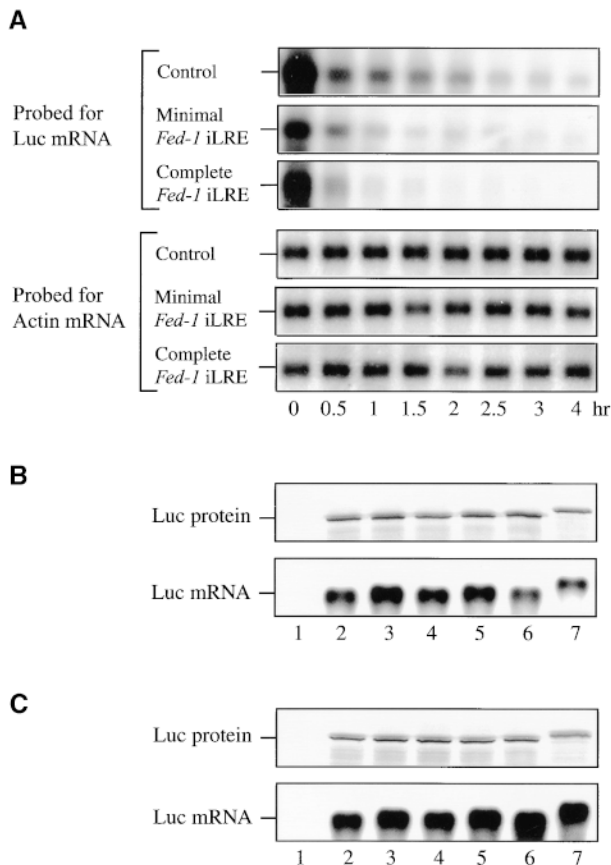 A
Probed for
Luc mRNA
Control
Minimal
Fed-1 iLRE
Complete
Fed-1 iLRE
Probed for
Actin mRNA
Control
Minimal
Fed-1 iLRE
Complete
Fed-1 iLRE
0 0.5 1 1.5 2 2.5 3 4 hr
B
Luc protein
Luc mRNA
1 2 3 4 5 6 7
C
Luc protein
Luc mRNA
1 2 3 4 5 6 7